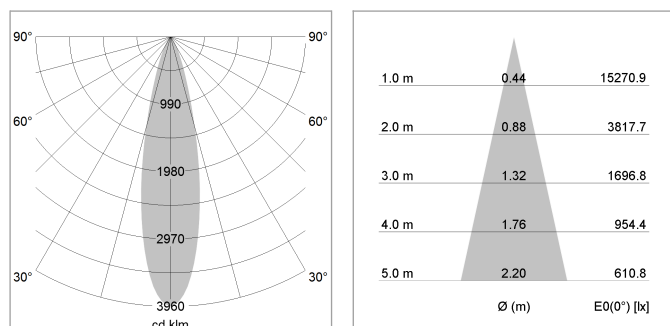 90° 90°
990
60° 60°
1980
2970
30° 30°
3960
cd klm
1.0 m 0.44 15270.9
2.0 m 0.88 3817.7
3.0 m 1.32 1696.8
4.0 m 1.76 954.4
5.0 m 2.20 610.8
Ø (m) E0(0°) [lx]